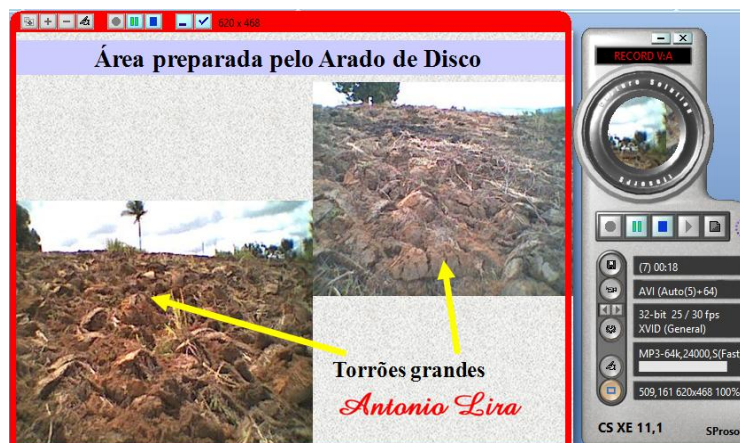 620 x 468
Área preparada pelo Arado de Disco
Torrões grandes
Antonio Lira
RECORD V:A
(7) 00:18
AVI (Auto(5)+64)
32-bit 25 / 30 fps
XVID (General)
MP3-64k,24000,S(Fast
509,161 620x468 100%
CS XE 11,1
SProso